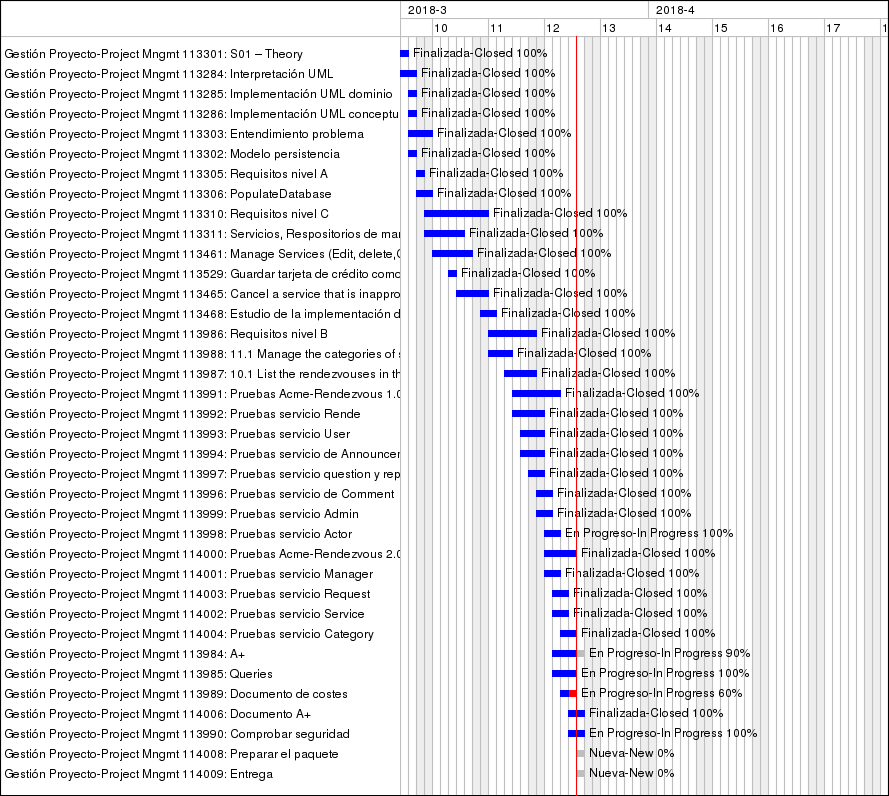 2018-3 2018-4
10 11 12 13 14 15 16 17 1
Gestión Proyecto-Project Mngmt 113301: S01 – Theory Finalizada-Closed 100%
Gestión Proyecto-Project Mngmt 113284: Interpretación UML Finalizada-Closed 100%
Gestión Proyecto-Project Mngmt 113285: Implementación UML dominio Finalizada-Closed 100%
Gestión Proyecto-Project Mngmt 113286: Implementación UML conceptu Finalizada-Closed 100%
Gestión Proyecto-Project Mngmt 113303: Entendimiento problema Finalizada-Closed 100%
Gestión Proyecto-Project Mngmt 113302: Modelo persistencia Finalizada-Closed 100%
Gestión Proyecto-Project Mngmt 113305: Requisitos nivel A Finalizada-Closed 100%
Gestión Proyecto-Project Mngmt 113306: PopulateDatabase Finalizada-Closed 100%
Gestión Proyecto-Project Mngmt 113310: Requisitos nivel C Finalizada-Closed 100%
Gestión Proyecto-Project Mngmt 113311: Servicios, Respositorios de mar Finalizada-Closed 100%
Gestión Proyecto-Project Mngmt 113461: Manage Services (Edit, delete,C Finalizada-Closed 100%
Gestión Proyecto-Project Mngmt 113529: Guardar tarjeta de crédito como Finalizada-Closed 100%
Gestión Proyecto-Project Mngmt 113465: Cancel a service that is inappro Finalizada-Closed 100%
Gestión Proyecto-Project Mngmt 113468: Estudio de la implementación d Finalizada-Closed 100%
Gestión Proyecto-Project Mngmt 113986: Requisitos nivel B Finalizada-Closed 100%
Gestión Proyecto-Project Mngmt 113988: 11.1 Manage the categories of s Finalizada-Closed 100%
Gestión Proyecto-Project Mngmt 113987: 10.1 List the rendezvouses in th Finalizada-Closed 100%
Gestión Proyecto-Project Mngmt 113991: Pruebas Acme-Rendezvous 1.0 Finalizada-Closed 100%
Gestión Proyecto-Project Mngmt 113992: Pruebas servicio Rende Finalizada-Closed 100%
Gestión Proyecto-Project Mngmt 113993: Pruebas servicio User Finalizada-Closed 100%
Gestión Proyecto-Project Mngmt 113994: Pruebas servicio de Announcer Finalizada-Closed 100%
Gestión Proyecto-Project Mngmt 113997: Pruebas servicio question y rep Finalizada-Closed 100%
Gestión Proyecto-Project Mngmt 113996: Pruebas servicio de Comment Finalizada-Closed 100%
Gestión Proyecto-Project Mngmt 113999: Pruebas servicio Admin Finalizada-Closed 100%
Gestión Proyecto-Project Mngmt 113998: Pruebas servicio Actor En Progreso-In Progress 100%
Gestión Proyecto-Project Mngmt 114000: Pruebas Acme-Rendezvous 2.0 Finalizada-Closed 100%
Gestión Proyecto-Project Mngmt 114001: Pruebas servicio Manager Finalizada-Closed 100%
Gestión Proyecto-Project Mngmt 114003: Pruebas servicio Request Finalizada-Closed 100%
Gestión Proyecto-Project Mngmt 114002: Pruebas servicio Service Finalizada-Closed 100%
Gestión Proyecto-Project Mngmt 114004: Pruebas servicio Category Finalizada-Closed 100%
Gestión Proyecto-Project Mngmt 113984: A+ En Progreso-In Progress 90%
Gestión Proyecto-Project Mngmt 113985: Queries En Progreso-In Progress 100%
Gestión Proyecto-Project Mngmt 113989: Documento de costes En Progreso-In Progress 60%
Gestión Proyecto-Project Mngmt 114006: Documento A+ Finalizada-Closed 100%
Gestión Proyecto-Project Mngmt 113990: Comprobar seguridad En Progreso-In Progress 100%
Gestión Proyecto-Project Mngmt 114008: Preparar el paquete Nueva-New 0%
Gestión Proyecto-Project Mngmt 114009: Entrega Nueva-New 0%